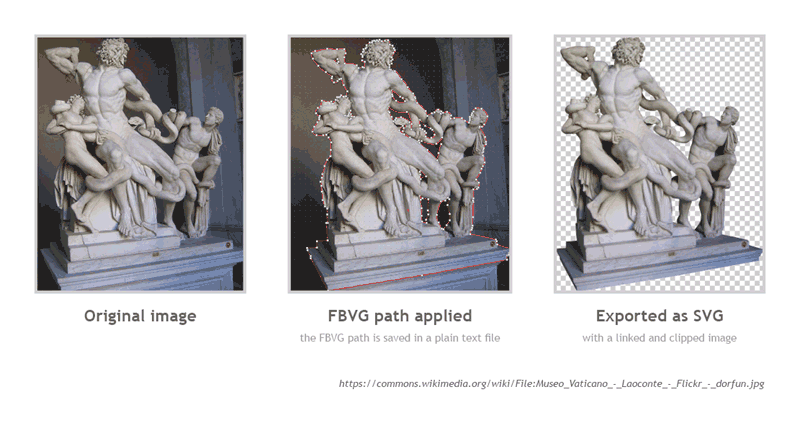 Original image
FBVG path applied
the FBVG path is saved in a plain text file
Exported as SVG
with a linked and clipped image
https://commons.wikimedia.org/wiki/File:Museo_Vaticano_-_Laoconte_-_Flickr_-_dorfun.jpg